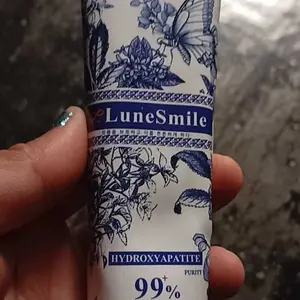 LuneSmile
HYDROXYAPATITE
PURITY
99+%